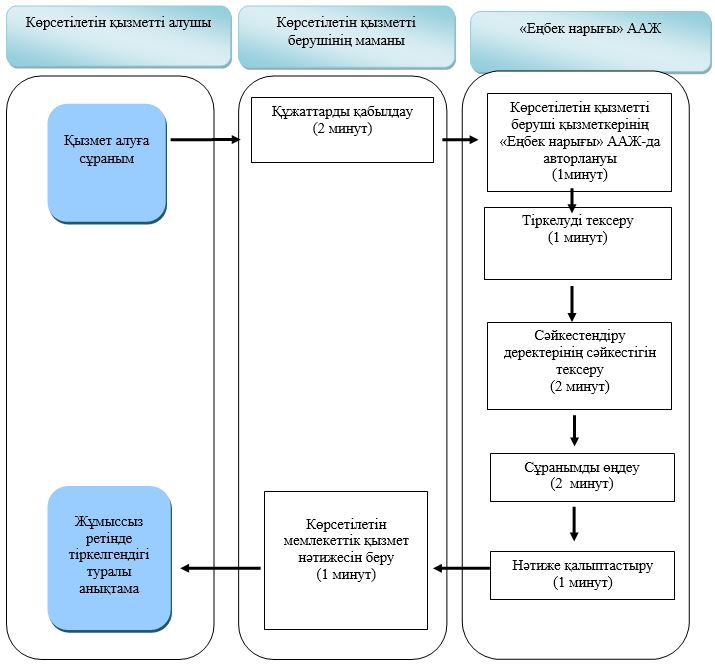 Көрсетілетін қызметті алушы
Көрсетілетін қызметті
берушінің маманы
«Еңбек нарығы» ААЖ
Қызмет алуға
сұраным
Құжаттарды қабылдау
(2 минут)
Көрсетілетін қызметті
беруші қызметкерінің
«Еңбек нарығы» ААЖ-да
авторлануы
(1минут)
Тіркелуді тексеру
(1 минут)
Сәйкестендіру
деректерінің сәйкестігін
тексеру
(2 минут)
Сұранымды өңдеу
(2 минут)
Нәтиже қалыптастыру
(1 минут)
Көрсетілетін
мемлекеттік қызмет
нәтижесін беру
(1 минут)
Жұмыссыз
ретінде
тіркелгендігі
туралы
анықтама